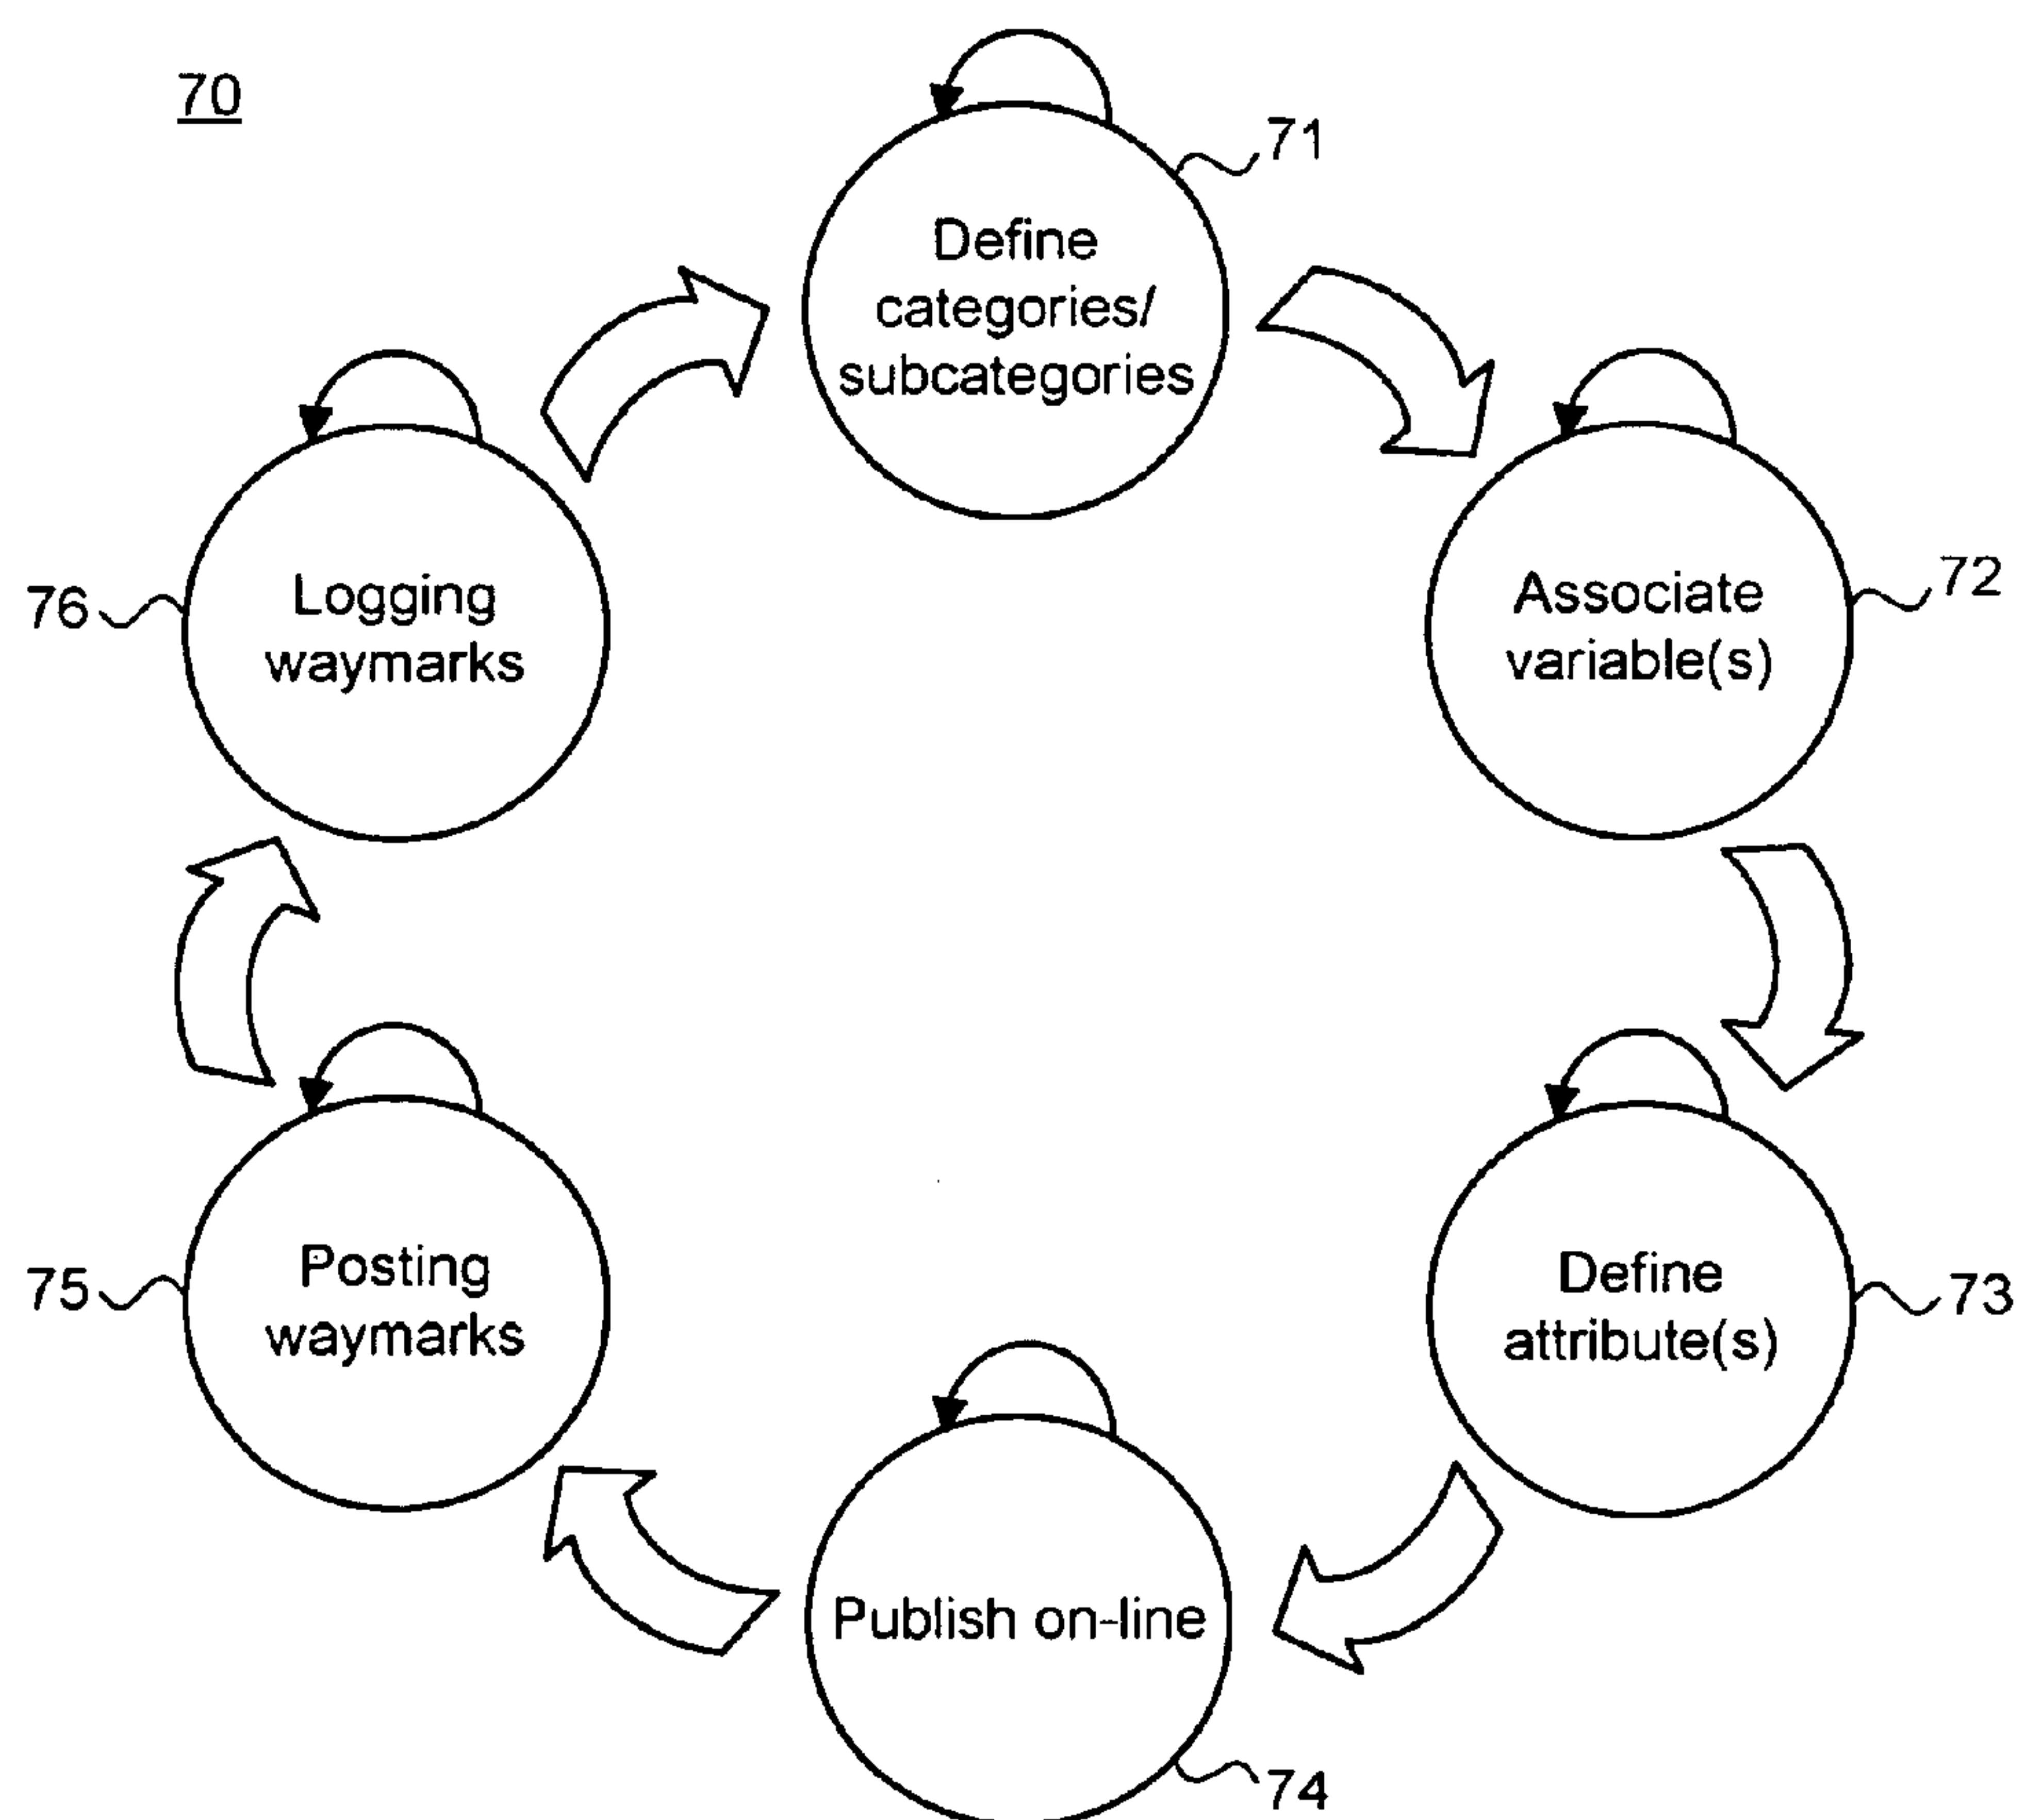 70
71
Define
categories/
subcategories
72
Associate
variable(s)
73
Define
attribute(s)
74
Publish on-line
75
Posting
waymarks
76
Logging
waymarks